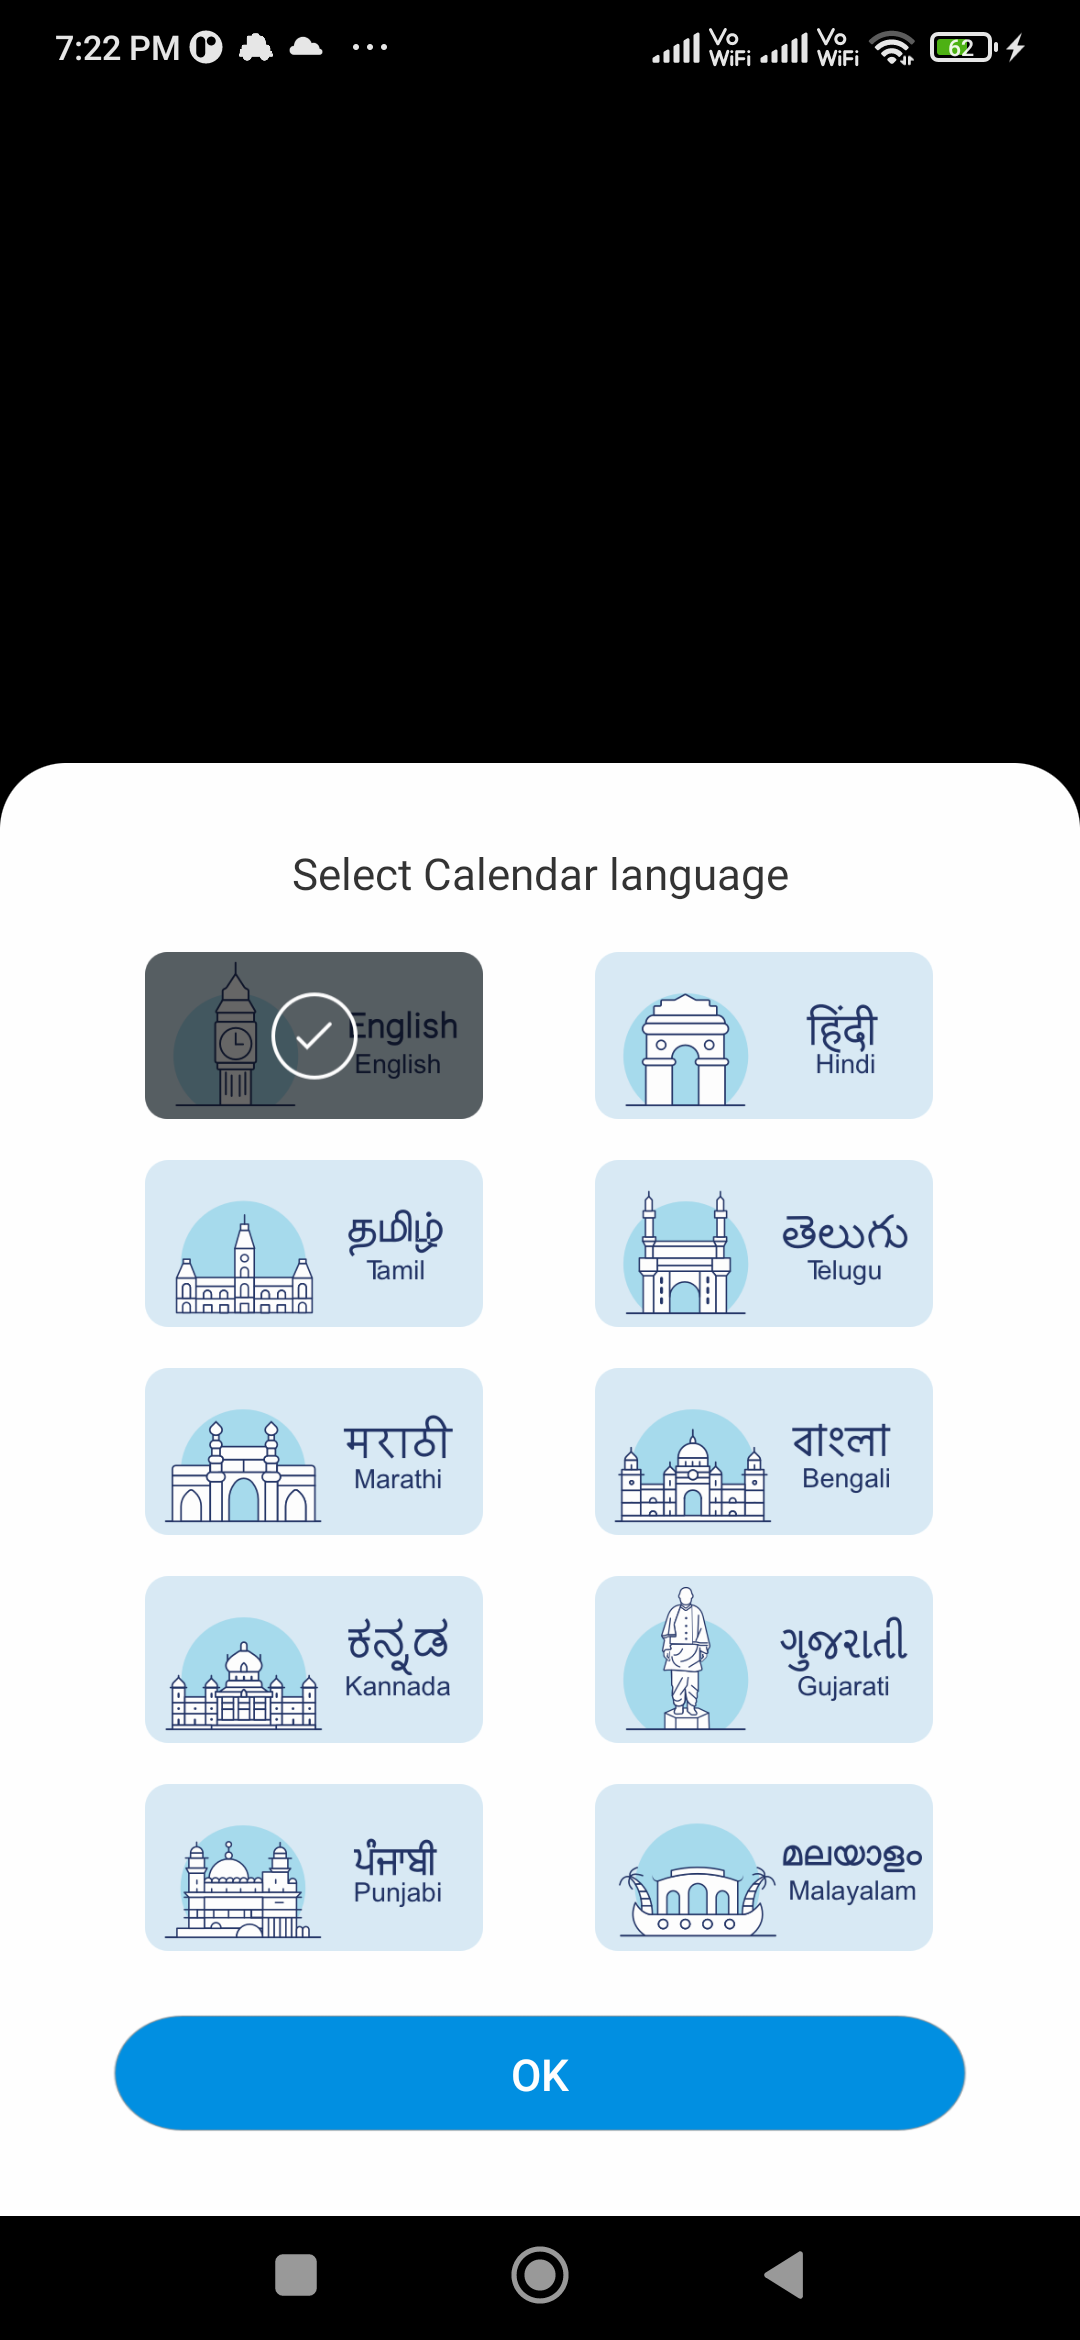 7:22 PM
Vo WiFi
Vo WiFi
62
Select Calendar language
English
English
हिंदी
Hindi
தமிழ்
Tamil
తెలుగు
Telugu
मराठी
Marathi
বাংলা
Bengali
ಕನ್ನಡ
Kannada
ગુજરાતી
Gujarati
ਪੰਜਾਬੀ
Punjabi
മലയാളം
Malayalam
OK